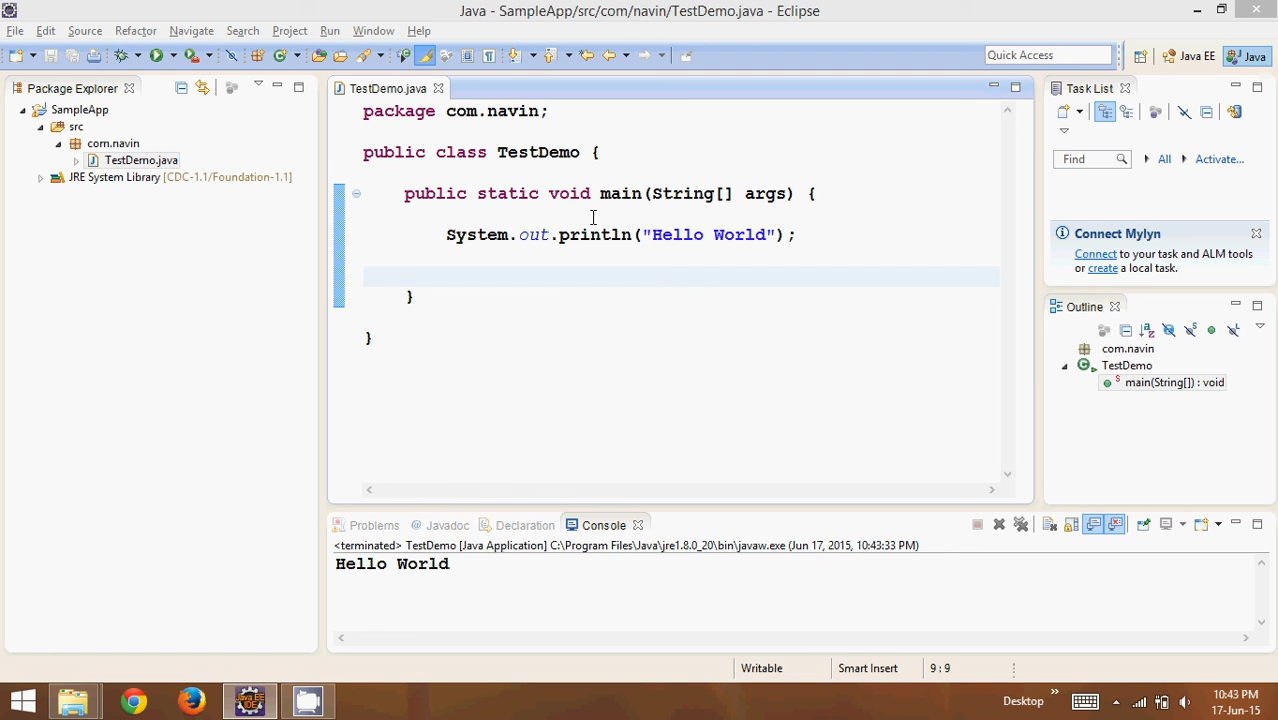 Java - SampleApp/src/com/navin/TestDemo.java - Eclipse
File Edit Source Refactor Navigate Search Project Run Window Help
Quick Access
Java EE
Java
Package Explorer
SampleApp
src
com.navin
TestDemo.java
JRE System Library [CDC-1.1/Foundation-1.1]
TestDemo.java
package com.navin;
public class TestDemo {
public static void main(String[] args) {
System.out.println("Hello World");
}
}
Task List
Find
All
Activate...
Connect Mylyn
Connect to your task and ALM tools
or create a local task.
Outline
com.navin
TestDemo
main(String[]) : void
Problems @ Javadoc Declaration Console
<terminated> TestDemo [Java Application] C:\Program Files\Java\jre1.8.0_20\bin\javaw.exe (Jun 17, 2015, 10:43:33 PM)
Hello World
Writable
Smart Insert
9 : 9
Java EE
IDE
Desktop
10:43 PM
17-Jun-15